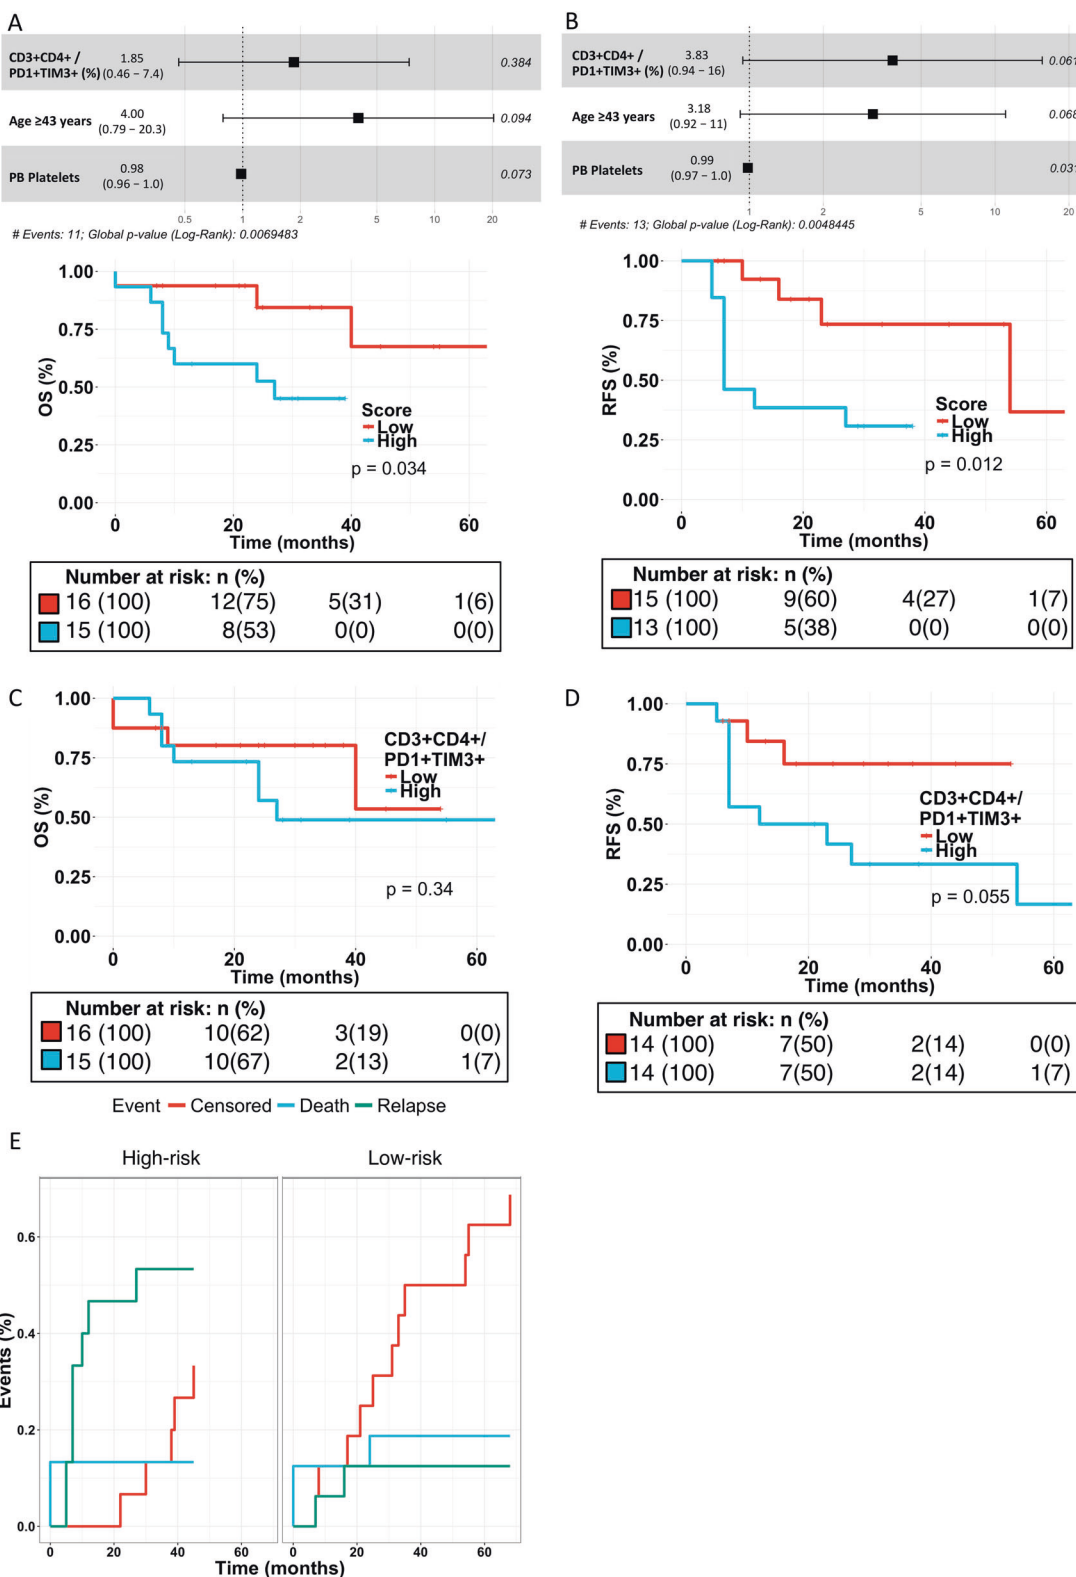 A
CD3+CD4+ /
PD1+TIM3+ (%)
1.85
(0.46 − 7.4)
0.384
Age ≥43 years
4.00
(0.79 − 20.3)
0.094
PB Platelets
0.98
(0.96 − 1.0)
0.073
0.5 1 2 5 10 20
# Events: 11; Global p-value (Log-Rank): 0.0069483
OS (%)
1.00
0.75
0.50
0.25
0.00
Score
Low
High
p = 0.034
0 20 40 60
Time (months)
Number at risk: n (%)
16 (100) 12(75) 5(31) 1(6)
15 (100) 8(53) 0(0) 0(0)
B
CD3+CD4+ /
PD1+TIM3+ (%)
3.83
(0.94 − 16)
0.061
Age ≥43 years
3.18
(0.92 − 11)
0.068
PB Platelets
0.99
(0.97 − 1.0)
0.031
1 2 5 10 20
# Events: 13; Global p-value (Log-Rank): 0.0048445
RFS (%)
1.00
0.75
0.50
0.25
0.00
Score
Low
High
p = 0.012
0 20 40 60
Time (months)
Number at risk: n (%)
15 (100) 9(60) 4(27) 1(7)
13 (100) 5(38) 0(0) 0(0)
C
OS (%)
1.00
0.75
0.50
0.25
0.00
CD3+CD4+/
PD1+TIM3+
Low
High
p = 0.34
0 20 40 60
Time (months)
Number at risk: n (%)
16 (100) 10(62) 3(19) 0(0)
15 (100) 10(67) 2(13) 1(7)
D
RFS (%)
1.00
0.75
0.50
0.25
0.00
CD3+CD4+/
PD1+TIM3+
Low
High
p = 0.055
0 20 40 60
Time (months)
Number at risk: n (%)
14 (100) 7(50) 2(14) 0(0)
14 (100) 7(50) 2(14) 1(7)
Event Censored Death Relapse
E
High-risk Low-risk
Events (%)
0.6
0.4
0.2
0.0
0 20 40 60 0 20 40 60
Time (months)